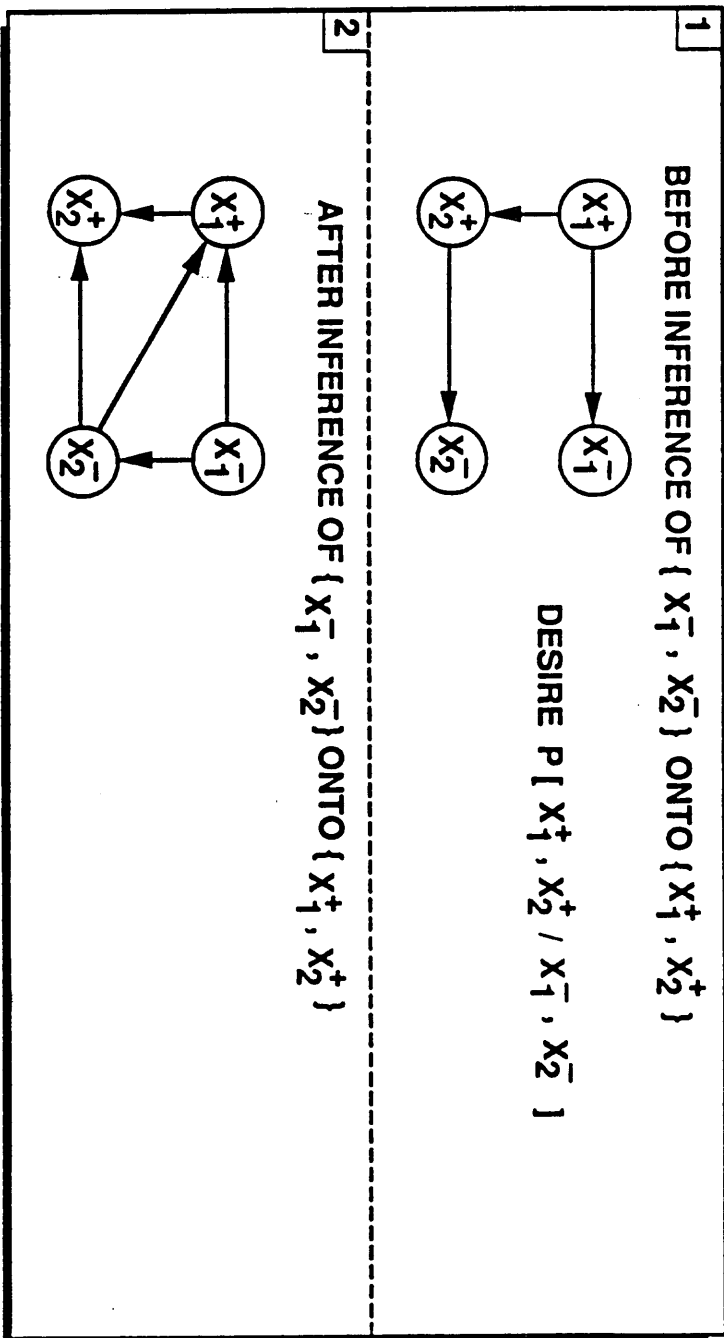 1
BEFORE INFERENCE OF { X₁⁻ , X₂⁻ } ONTO { X₁⁺ , X₂⁺ }
X₁⁺ X₁⁻
DESIRE P [ X₁⁺ , X₂⁺ / X₁⁻ , X₂⁻ ]
X₂⁺ X₂⁻
2
AFTER INFERENCE OF { X₁⁻ , X₂⁻ } ONTO { X₁⁺ , X₂⁺ }
X₁⁺ X₁⁻
X₂⁺ X₂⁻